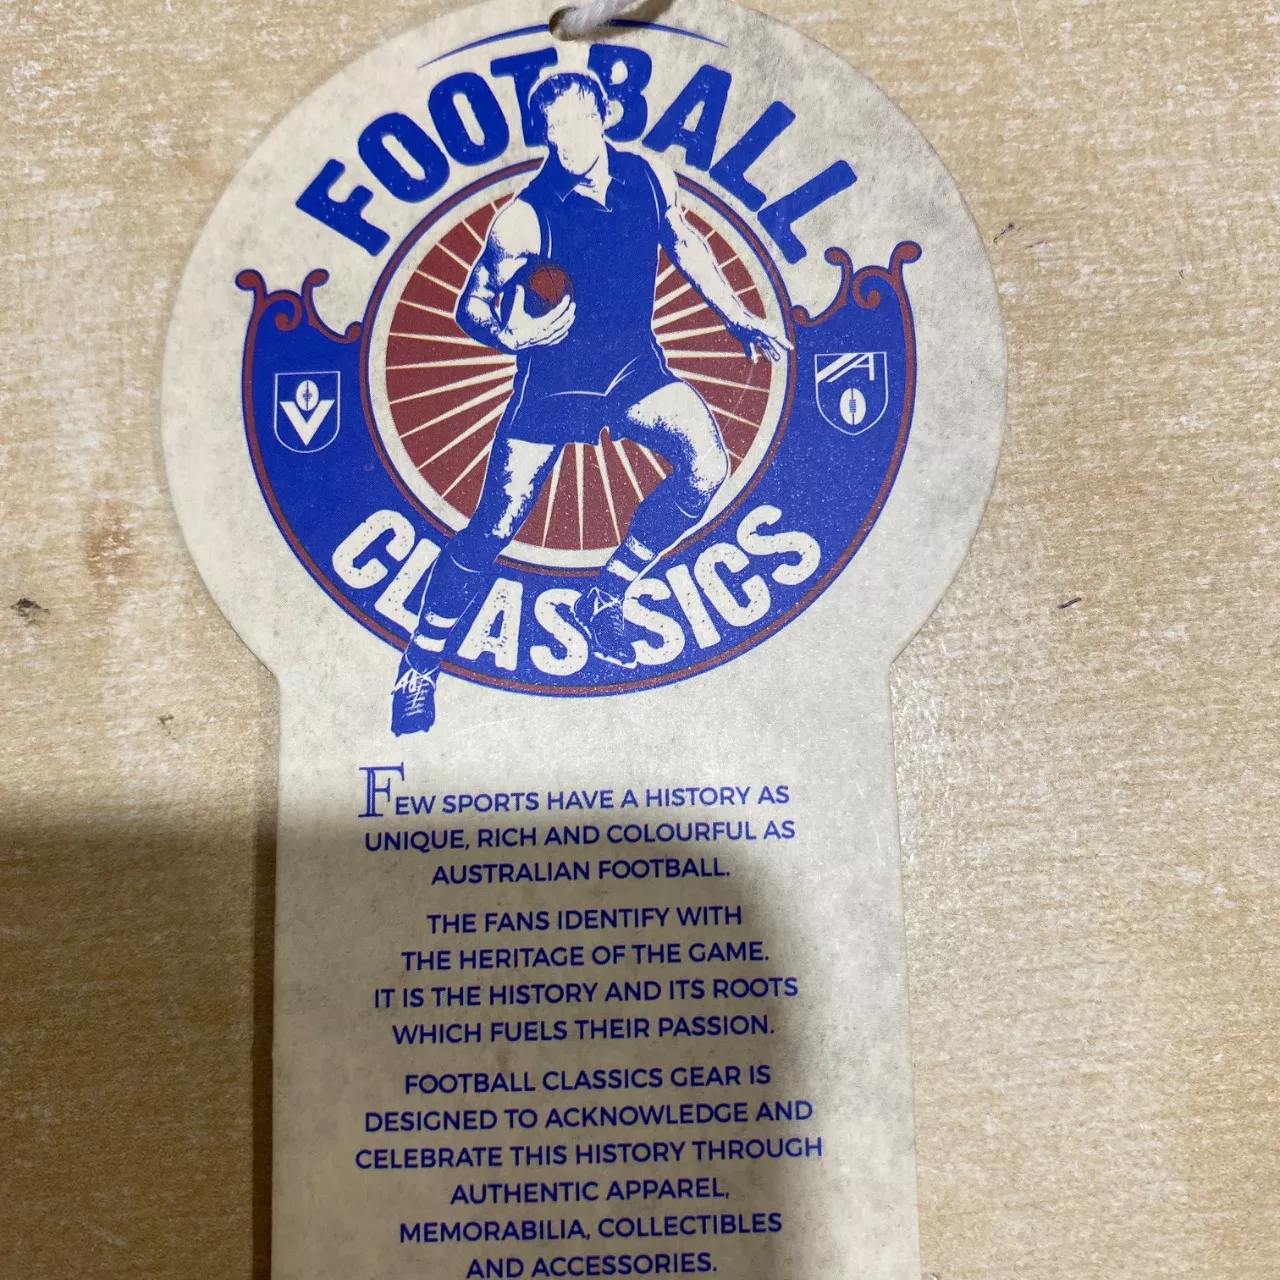 FOOTBALL
CLASSICS
FEW SPORTS HAVE A HISTORY AS
UNIQUE, RICH AND COLOURFUL AS
AUSTRALIAN FOOTBALL.
THE FANS IDENTIFY WITH
THE HERITAGE OF THE GAME.
IT IS THE HISTORY AND ITS ROOTS
WHICH FUELS THEIR PASSION.
FOOTBALL CLASSICS GEAR IS
DESIGNED TO ACKNOWLEDGE AND
CELEBRATE THIS HISTORY THROUGH
AUTHENTIC APPAREL,
MEMORABILIA, COLLECTIBLES
AND ACCESSORIES.